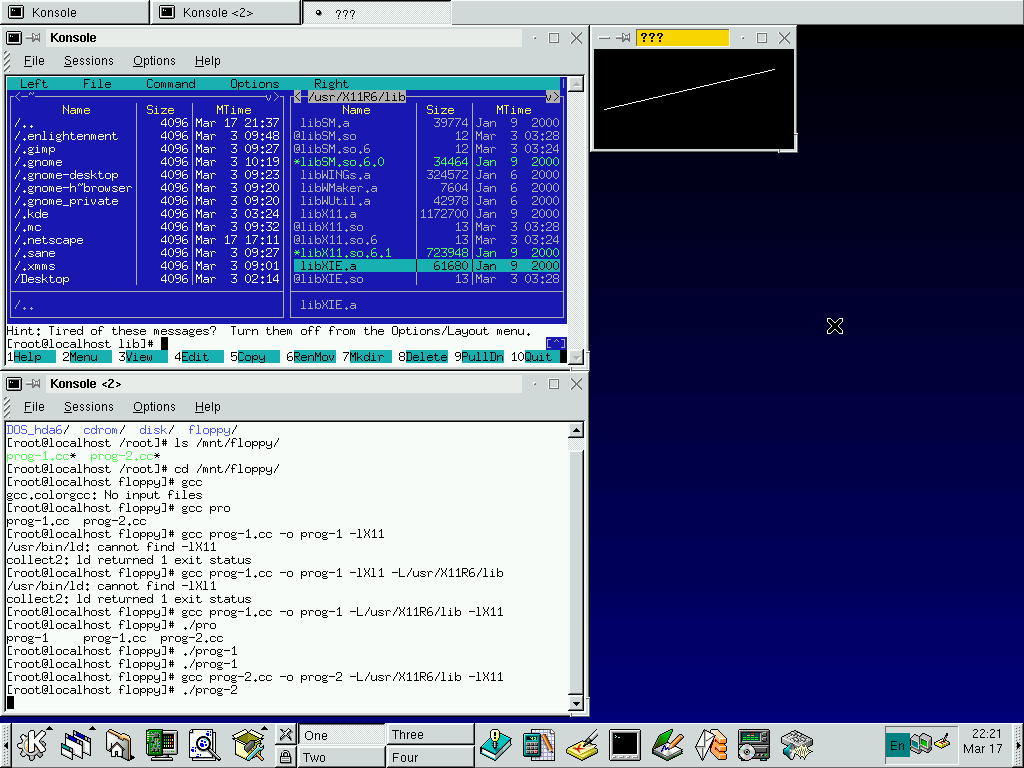 Konsole Konsole <2> ???
Konsole
File Sessions Options Help
Left File Command Options Right
<-~ v> < /usr/X11R6/lib v>
Name Size MTime Name Size MTime
/.. 4096 Mar 17 21:37 libSM.a 39774 Jan 9 2000
/.enlightenment 4096 Mar 3 09:48 @libSM.so 12 Mar 3 03:28
/.gimp 4096 Mar 3 09:27 @libSM.so.6 12 Mar 3 03:24
/.gnome 4096 Mar 3 10:19 *libSM.so.6.0 34464 Jan 9 2000
/.gnome-desktop 4096 Mar 3 09:23 libWINGs.a 324572 Jan 6 2000
/.gnome-h~browser 4096 Mar 3 09:20 libWMaker.a 7604 Jan 6 2000
/.gnome_private 4096 Mar 3 09:20 libWUtil.a 42978 Jan 6 2000
/.kde 4096 Mar 3 03:24 libX11.a 1172700 Jan 9 2000
/.mc 4096 Mar 3 09:32 @libX11.so 13 Mar 3 03:28
/.netscape 4096 Mar 17 17:11 @libX11.so.6 13 Mar 3 03:24
/.sane 4096 Mar 3 09:27 *libX11.so.6.1 723948 Jan 9 2000
/.xmms 4096 Mar 3 09:01 libXIE.a 61680 Jan 9 2000
/Desktop 4096 Mar 3 02:14 @libXIE.so 13 Mar 3 03:28
/.. libXIE.a
Hint: Tired of these messages? Turn them off from the Options/Layout menu.
[root@localhost lib]# [^]
1Help 2Menu 3View 4Edit 5Copy 6RenMov 7Mkdir 8Delete 9PullDn 10Quit
???
Konsole <2>
File Sessions Options Help
DOS_hda6/ cdrom/ disk/ floppy/
[root@localhost /root]# ls /mnt/floppy/
prog-1.cc* prog-2.cc*
[root@localhost /root]# cd /mnt/floppy/
[root@localhost floppy]# gcc
gcc.colorgcc: No input files
[root@localhost floppy]# gcc pro
prog-1.cc prog-2.cc
[root@localhost floppy]# gcc prog-1.cc -o prog-1 -lX11
/usr/bin/ld: cannot find -lX11
collect2: ld returned 1 exit status
[root@localhost floppy]# gcc prog-1.cc -o prog-1 -lXl1 -L/usr/X11R6/lib
/usr/bin/ld: cannot find -lXl1
collect2: ld returned 1 exit status
[root@localhost floppy]# gcc prog-1.cc -o prog-1 -L/usr/X11R6/lib -lX11
[root@localhost floppy]# ./pro
prog-1 prog-1.cc prog-2.cc
[root@localhost floppy]# ./prog-1
[root@localhost floppy]# ./prog-1
[root@localhost floppy]# gcc prog-2.cc -o prog-2 -L/usr/X11R6/lib -lX11
[root@localhost floppy]# ./prog-2
One Three
Two Four
En
22:21
Mar 17